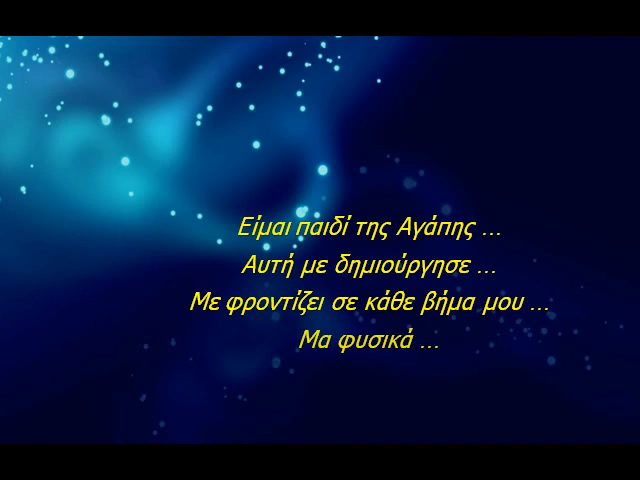 Είμαι παιδί της Αγάπης ...
Αυτή με δημιούργησε ...
Με φροντίζει σε κάθε βήμα μου ...
Μα φυσικά ...